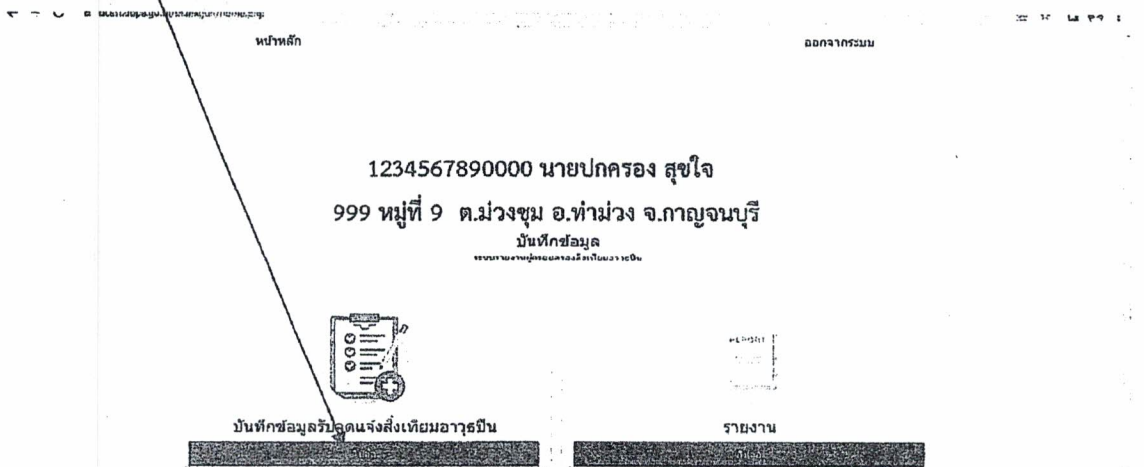 หน้าหลัก ออกจากระบบ
1234567890000 นายปกครอง สุขใจ
999 หมู่ที่ 9 ต.ม่วงชุม อ.ท่าม่วง จ.กาญจนบุรี
บันทึกข้อมูล
REPORT
บันทึกข้อมูลรับจดแจ้งสิ่งเทียมอาวุธปืน รายงาน